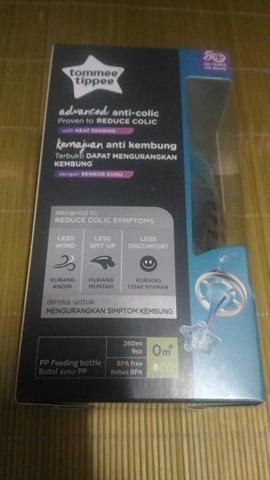 tommee
tippee
advanced anti-colic
Proven to REDUCE COLIC
with HEAT SENSING
kemajuan anti kembung
Terbukti DAPAT MENGURANGKAN
KEMBUNG
dengan SENSOR SUHU
designed to
REDUCE COLIC SYMPTOMS
LESS
WIND
LESS
SPIT UP
LESS
DISCOMFORT
KURANG
ANGIN
KURANG
MUNTAH
KURANG
TIDAK NYAMAN
direka untuk
MENGURANGKAN SIMPTOM KEMBUNG
PP Feeding bottle
Botol susu PP
260ml
9oz
BPA free
Bebas BPA
0m+